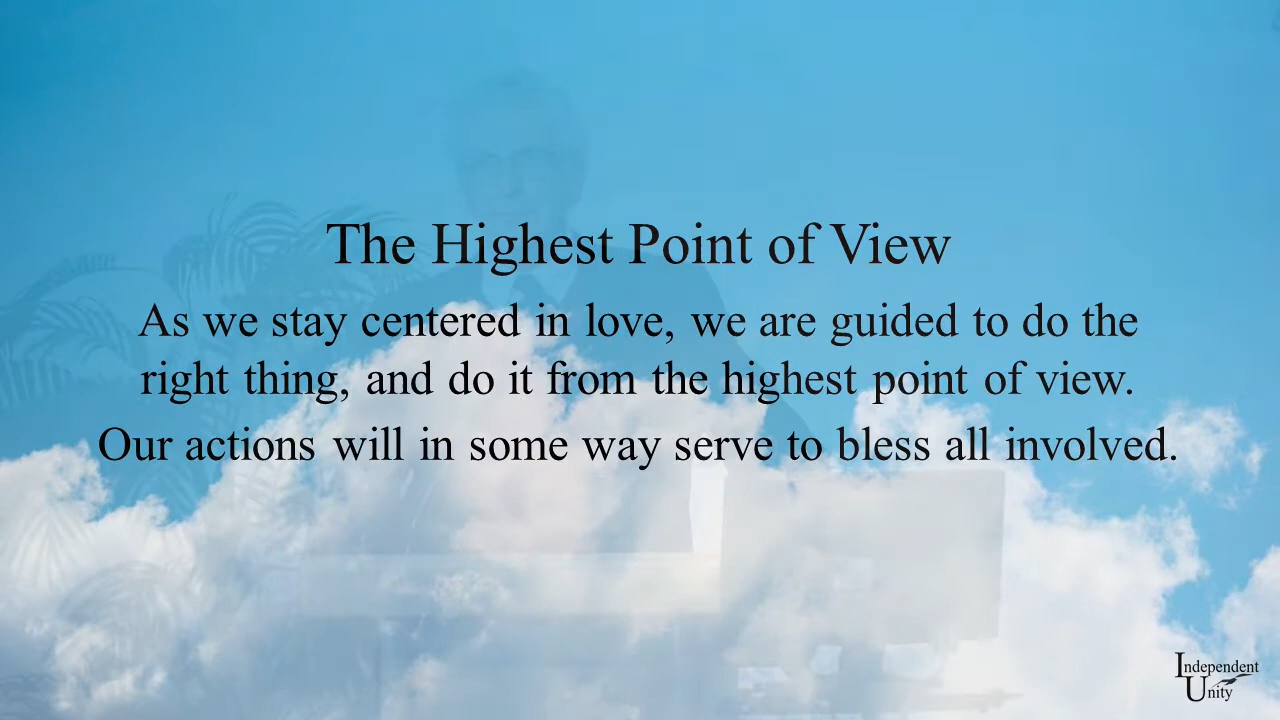 The Highest Point of View
As we stay centered in love, we are guided to do the
right thing, and do it from the highest point of view.
Our actions will in some way serve to bless all involved.
Independent
Unity